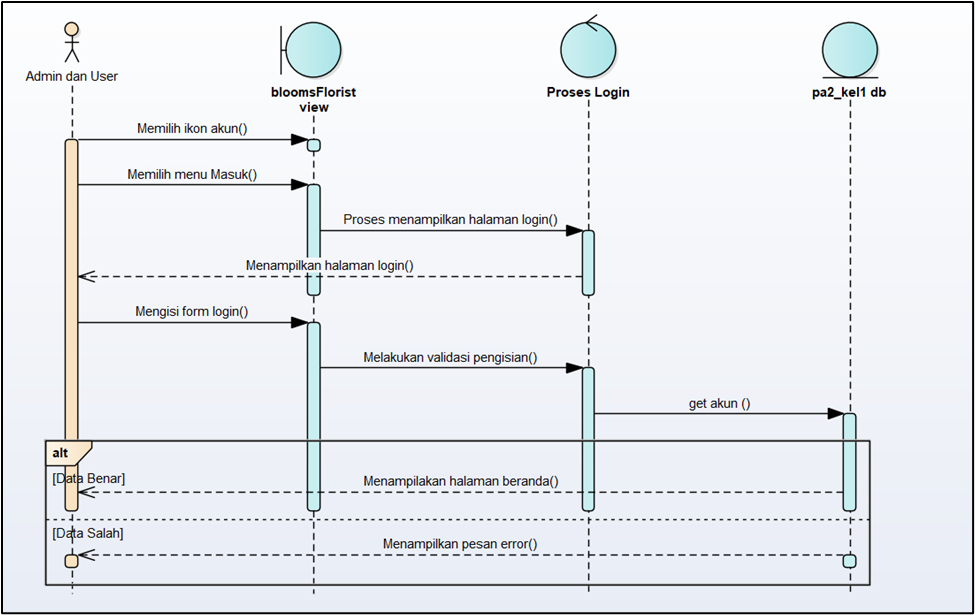 Admin dan User
bloomsFlorist
view
Proses Login
pa2_kel1 db
Memilih ikon akun()
Memilih menu Masuk()
Proses menampilkan halaman login()
Menampilkan halaman login()
Mengisi form login()
Melakukan validasi pengisian()
get akun ()
alt
[Data Benar]
Menampilakan halaman beranda()
[Data Salah]
Menampilkan pesan error()